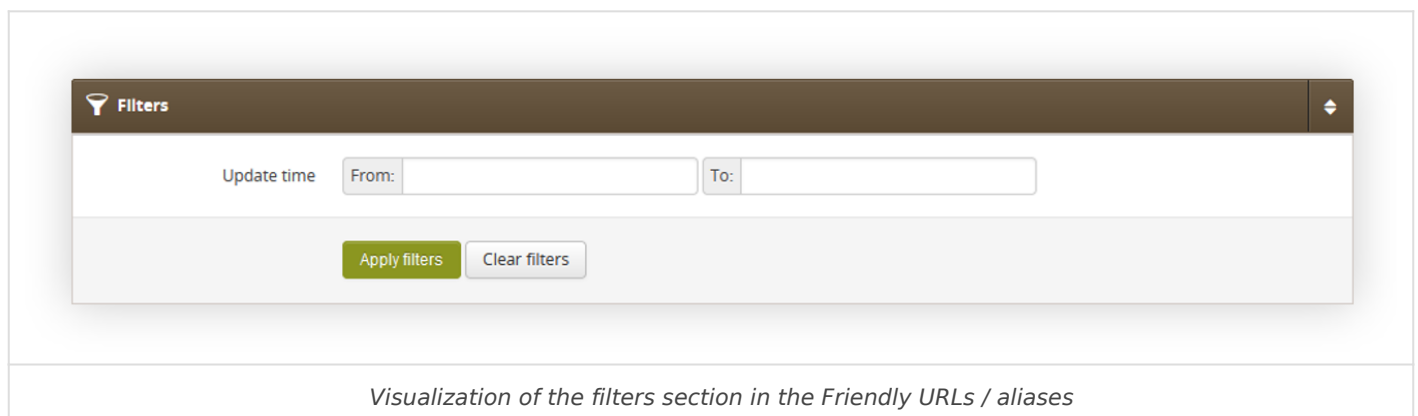 Filters
Update time From: To:
Apply filters Clear filters
Visualization of the filters section in the Friendly URLs / aliases